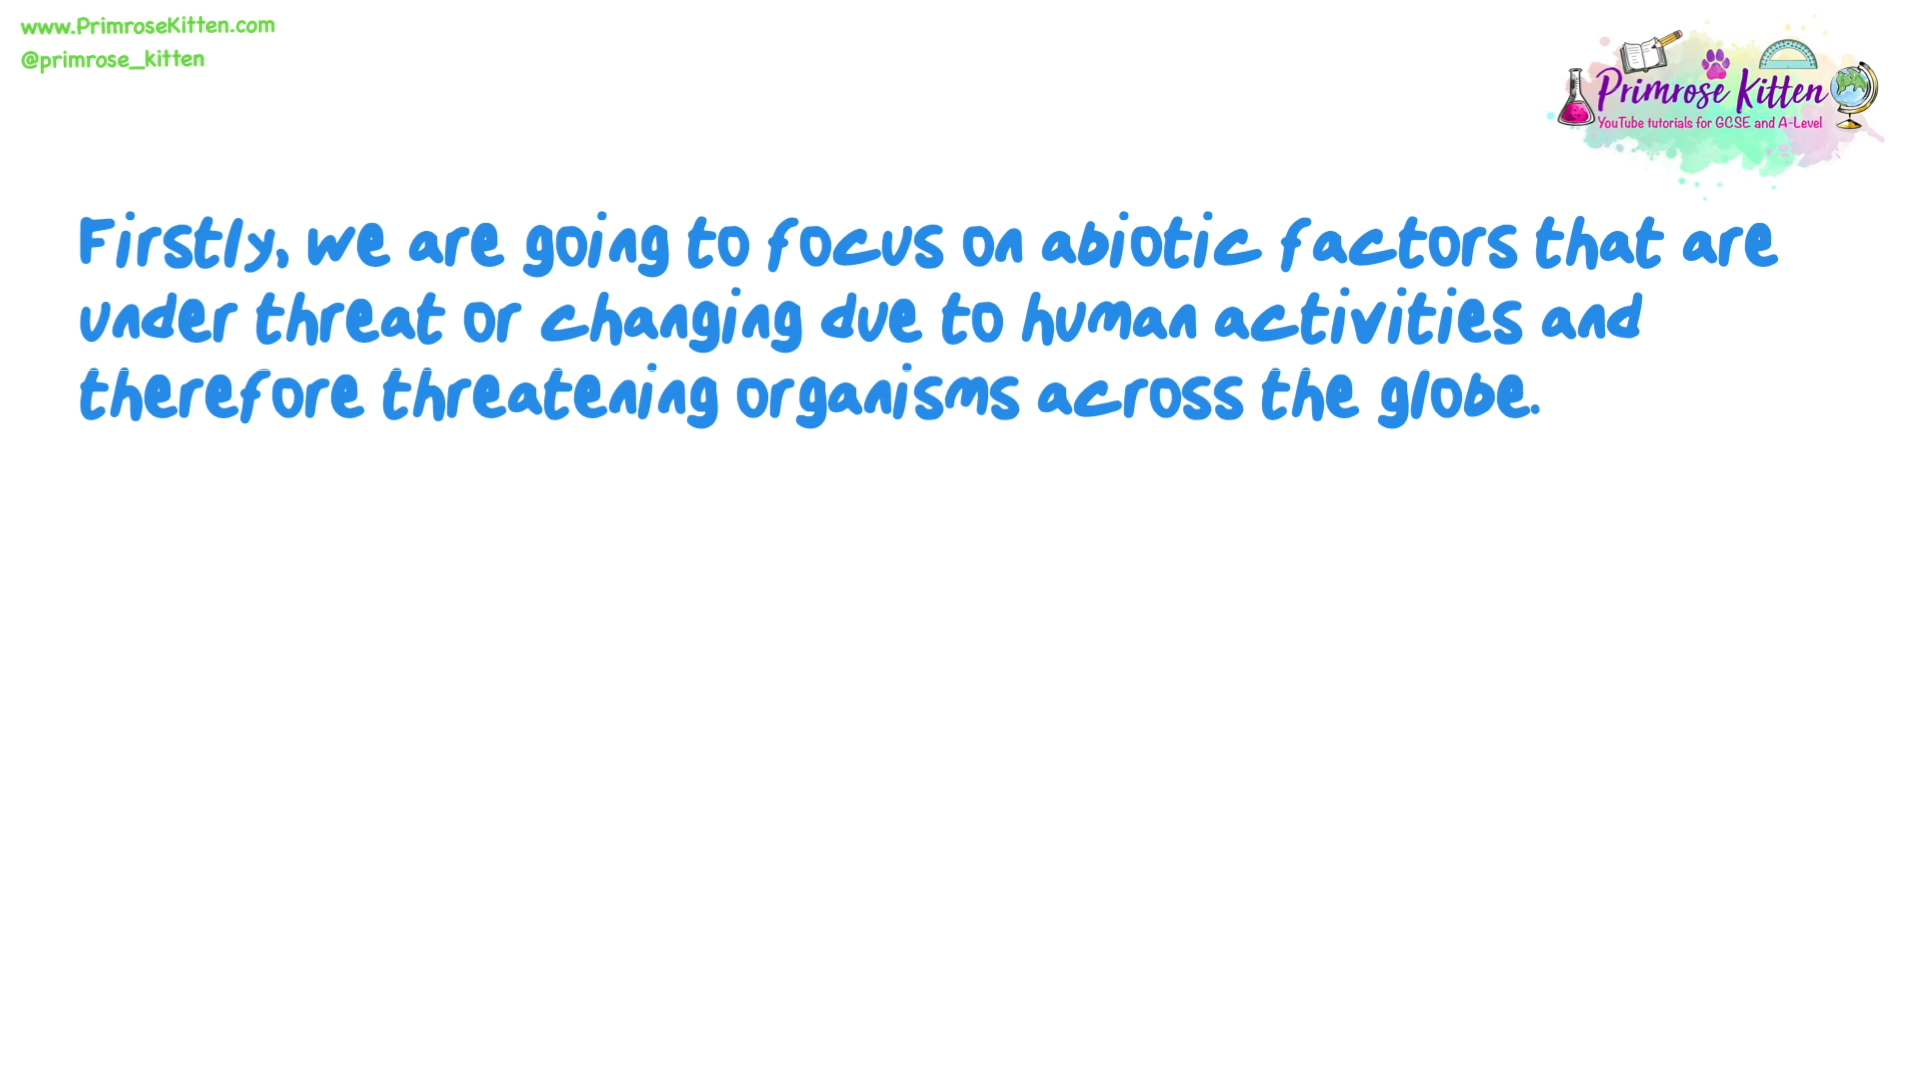 www.PrimroseKitten.com
@primrose_kitten
Primrose Kitten
YouTube tutorials for GCSE and A-Level
Firstly, we are going to focus on abiotic factors that are
under threat or changing due to human activities and
therefore threatening organisms across the globe.